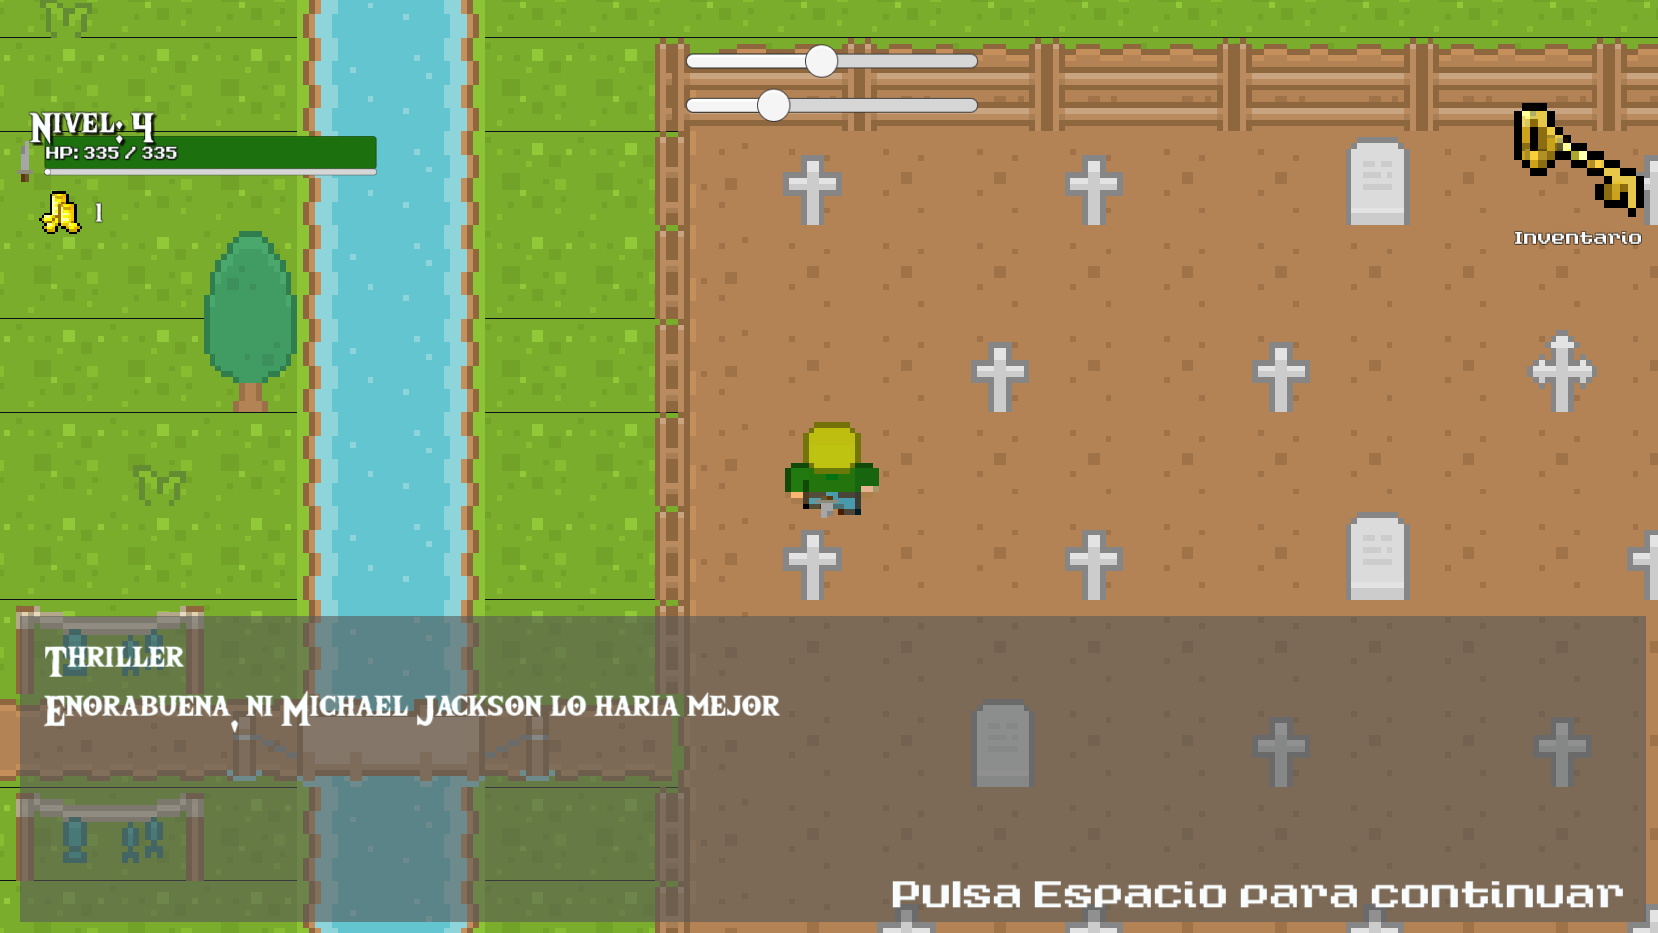 Nivel: 4
HP: 335 / 335
1
Inventario
Thriller
Enorabuena, ni Michael Jackson lo haria mejor
Pulsa Espacio para continuar